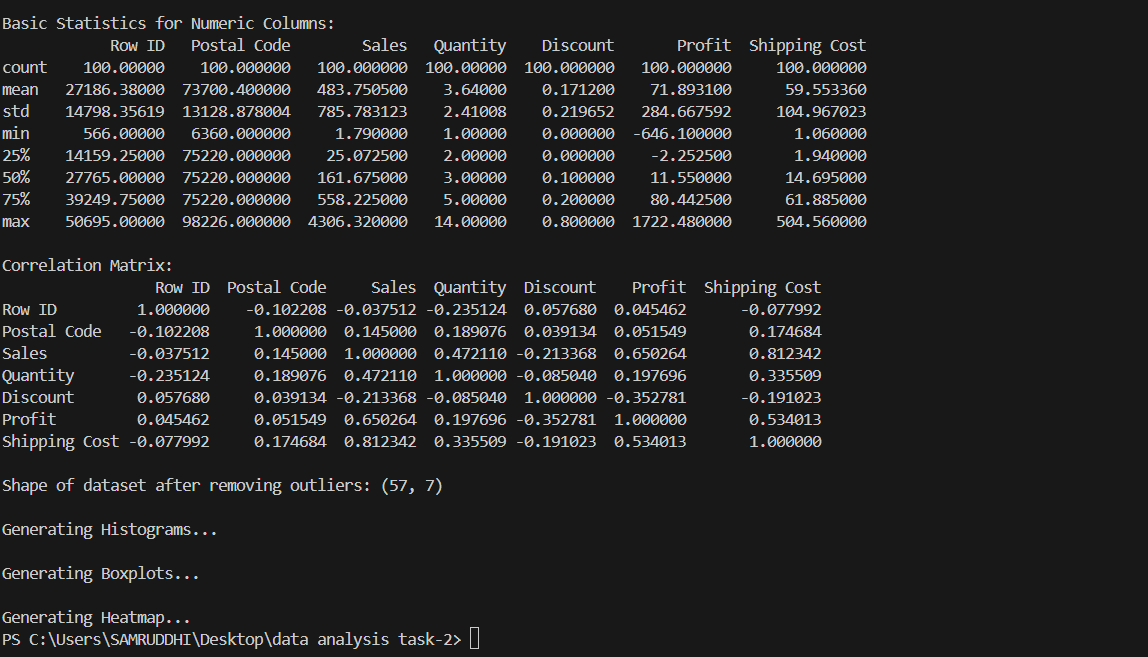 Basic Statistics for Numeric Columns:
             Row ID   Postal Code        Sales   Quantity    Discount       Profit  Shipping Cost
count     100.00000    100.000000   100.000000  100.00000  100.000000   100.000000     100.000000
mean    27186.38000  73700.400000   483.750500    3.64000    0.171200    71.893100      59.553360
std     14798.35619  13128.878004   785.783123    2.41008    0.219652   284.667592     104.967023
min       566.00000   6360.000000     1.790000    1.00000    0.000000  -646.100000       1.060000
25%     14159.25000  75220.000000    25.072500    2.00000    0.000000    -2.252500       1.940000
50%     27765.00000  75220.000000   161.675000    3.00000    0.100000    11.550000      14.695000
75%     39249.75000  75220.000000   558.225000    5.00000    0.200000    80.442500      61.885000
max     50695.00000  98226.000000  4306.320000   14.00000    0.800000  1722.480000     504.560000
Correlation Matrix:
                 Row ID  Postal Code     Sales  Quantity  Discount    Profit  Shipping Cost
Row ID         1.000000    -0.102208 -0.037512 -0.235124  0.057680  0.045462      -0.077992
Postal Code   -0.102208     1.000000  0.145000  0.189076  0.039134  0.051549       0.174684
Sales         -0.037512     0.145000  1.000000  0.472110 -0.213368  0.650264       0.812342
Quantity      -0.235124     0.189076  0.472110  1.000000 -0.085040  0.197696       0.335509
Discount       0.057680     0.039134 -0.213368 -0.085040  1.000000 -0.352781      -0.191023
Profit         0.045462     0.051549  0.650264  0.197696 -0.352781  1.000000       0.534013
Shipping Cost -0.077992     0.174684  0.812342  0.335509 -0.191023  0.534013       1.000000
Shape of dataset after removing outliers: (57, 7)
Generating Histograms...
Generating Boxplots...
Generating Heatmap...
PS C:\Users\SAMRUDDHI\Desktop\data analysis task-2>